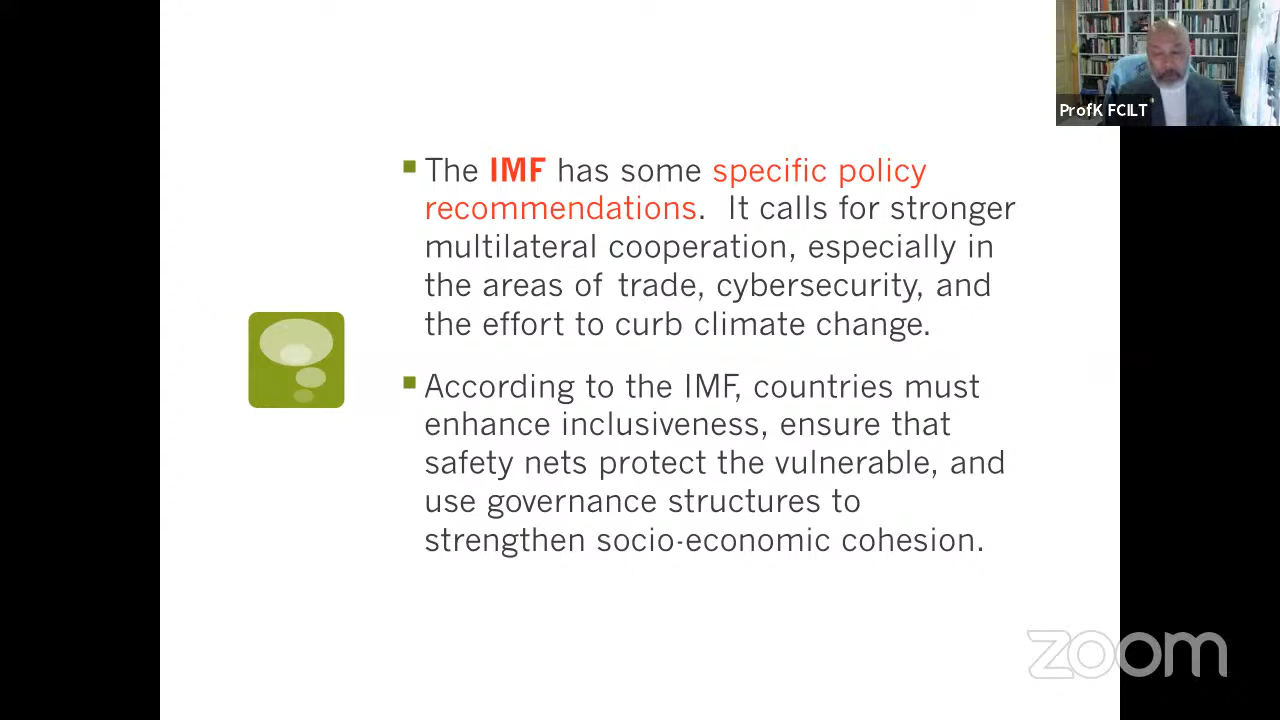 ProfK FCILT
The IMF has some specific policy
recommendations.  It calls for stronger
multilateral cooperation, especially in
the areas of trade, cybersecurity, and
the effort to curb climate change.
According to the IMF, countries must
enhance inclusiveness, ensure that
safety nets protect the vulnerable, and
use governance structures to
strengthen socio-economic cohesion.
zoom